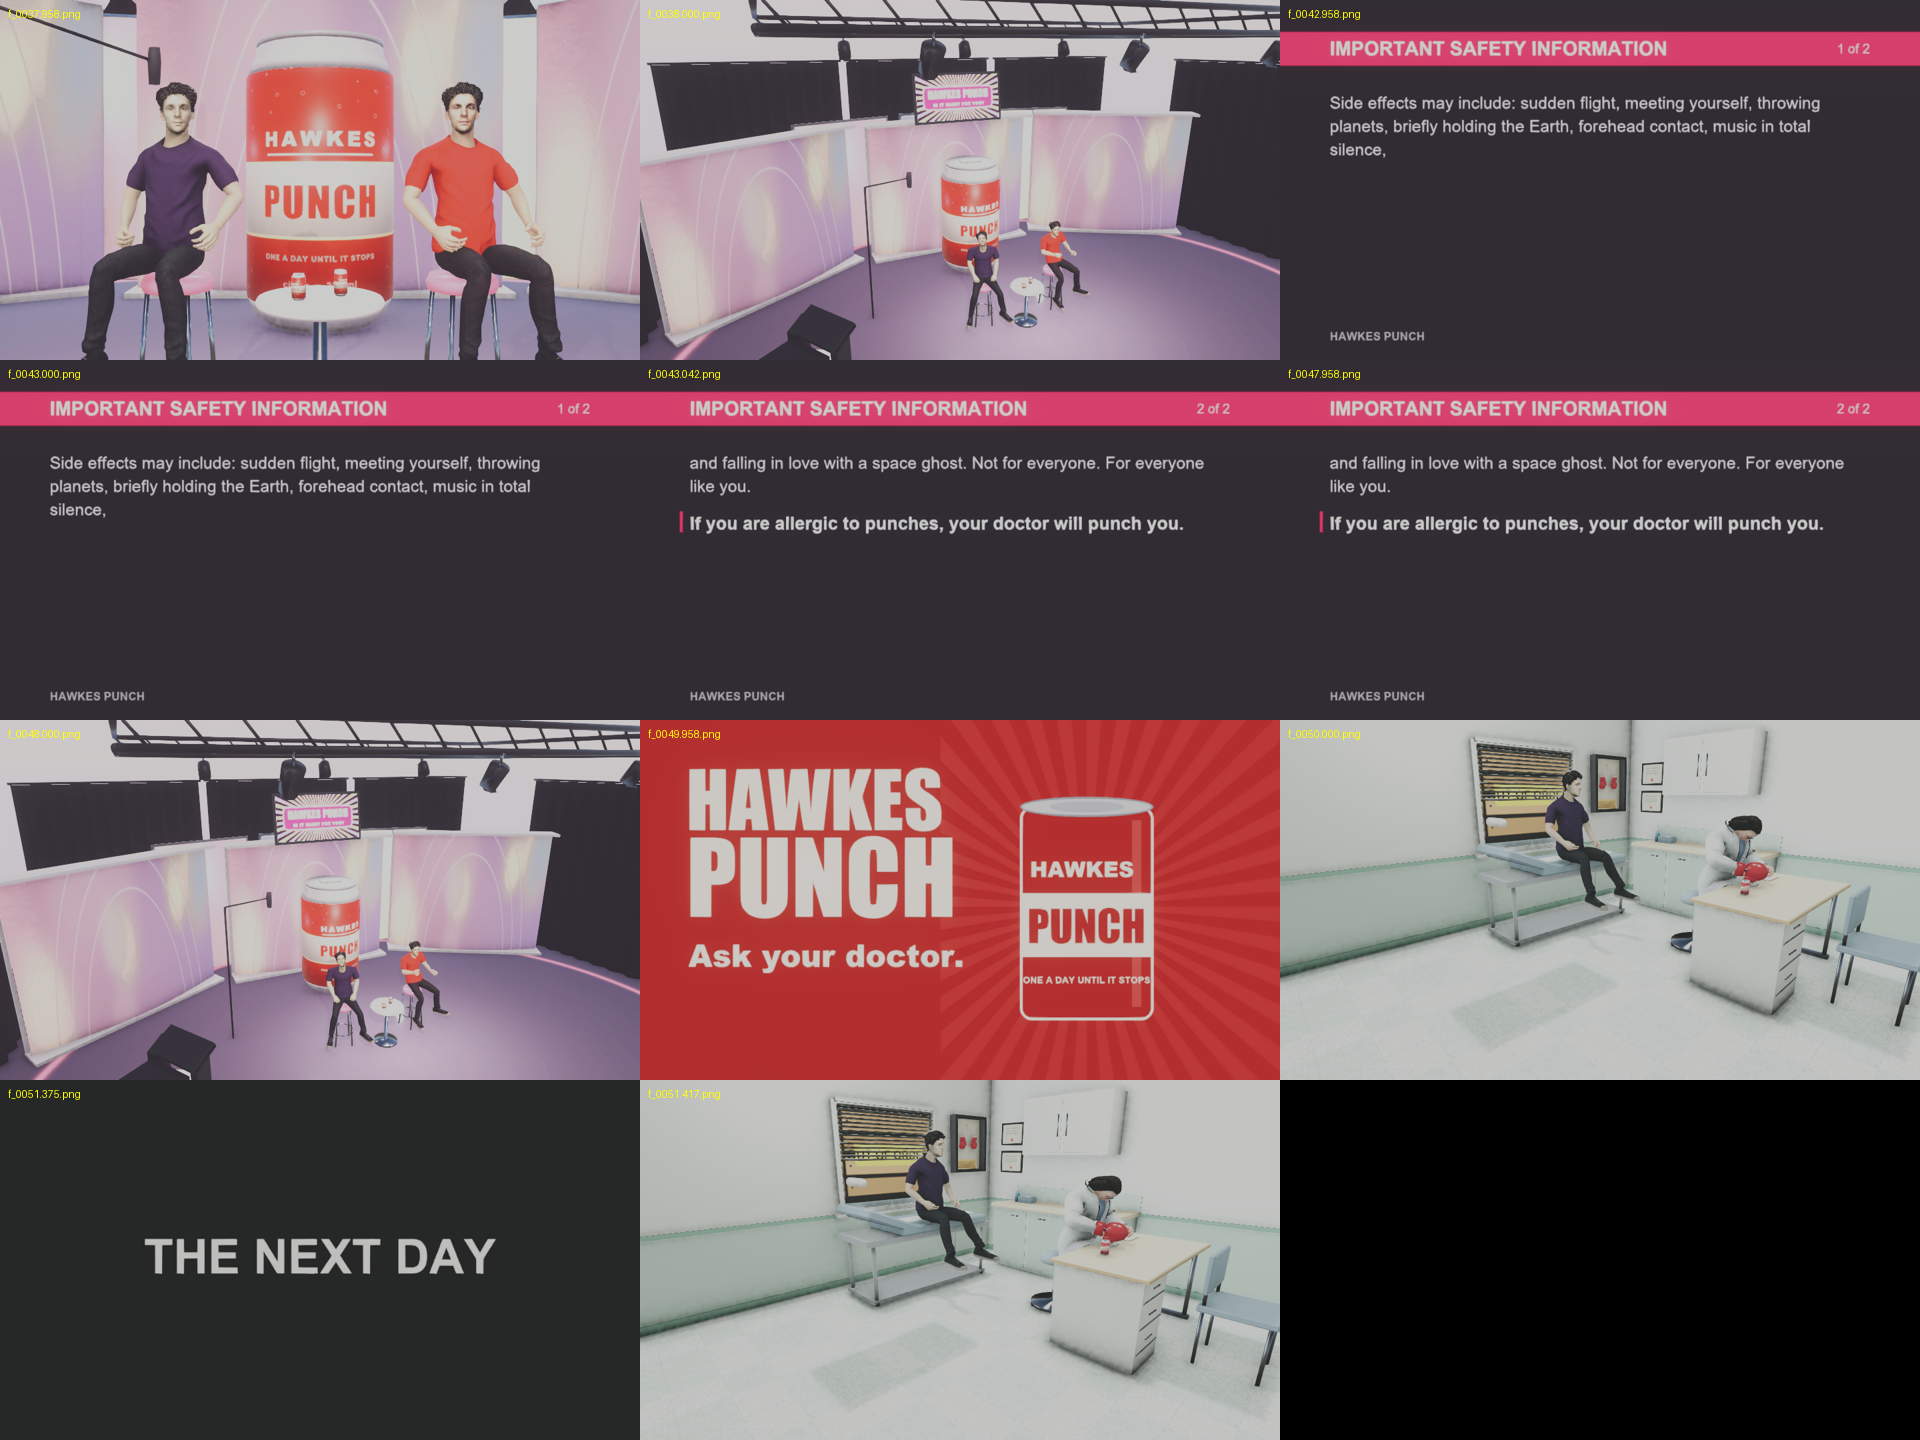 f_0037.958.png
HAWKES
PUNCH
ONE A DAY UNTIL IT STOPS
f_0038.000.png
HAWKES PUNCH
HAWKES
PUNCH
f_0042.958.png
IMPORTANT SAFETY INFORMATION
1 of 2
Side effects may include: sudden flight, meeting yourself, throwing
planets, briefly holding the Earth, forehead contact, music in total
silence,
HAWKES PUNCH
f_0043.000.png
IMPORTANT SAFETY INFORMATION
1 of 2
Side effects may include: sudden flight, meeting yourself, throwing
planets, briefly holding the Earth, forehead contact, music in total
silence,
HAWKES PUNCH
f_0043.042.png
IMPORTANT SAFETY INFORMATION
2 of 2
and falling in love with a space ghost. Not for everyone. For everyone
like you.
If you are allergic to punches, your doctor will punch you.
HAWKES PUNCH
f_0047.958.png
IMPORTANT SAFETY INFORMATION
2 of 2
and falling in love with a space ghost. Not for everyone. For everyone
like you.
If you are allergic to punches, your doctor will punch you.
HAWKES PUNCH
f_0048.000.png
HAWKES PUNCH
HAWKES
PUNCH
f_0049.958.png
HAWKES
PUNCH
Ask your doctor.
HAWKES
PUNCH
ONE A DAY UNTIL IT STOPS
f_0050.000.png
f_0051.375.png
THE NEXT DAY
f_0051.417.png